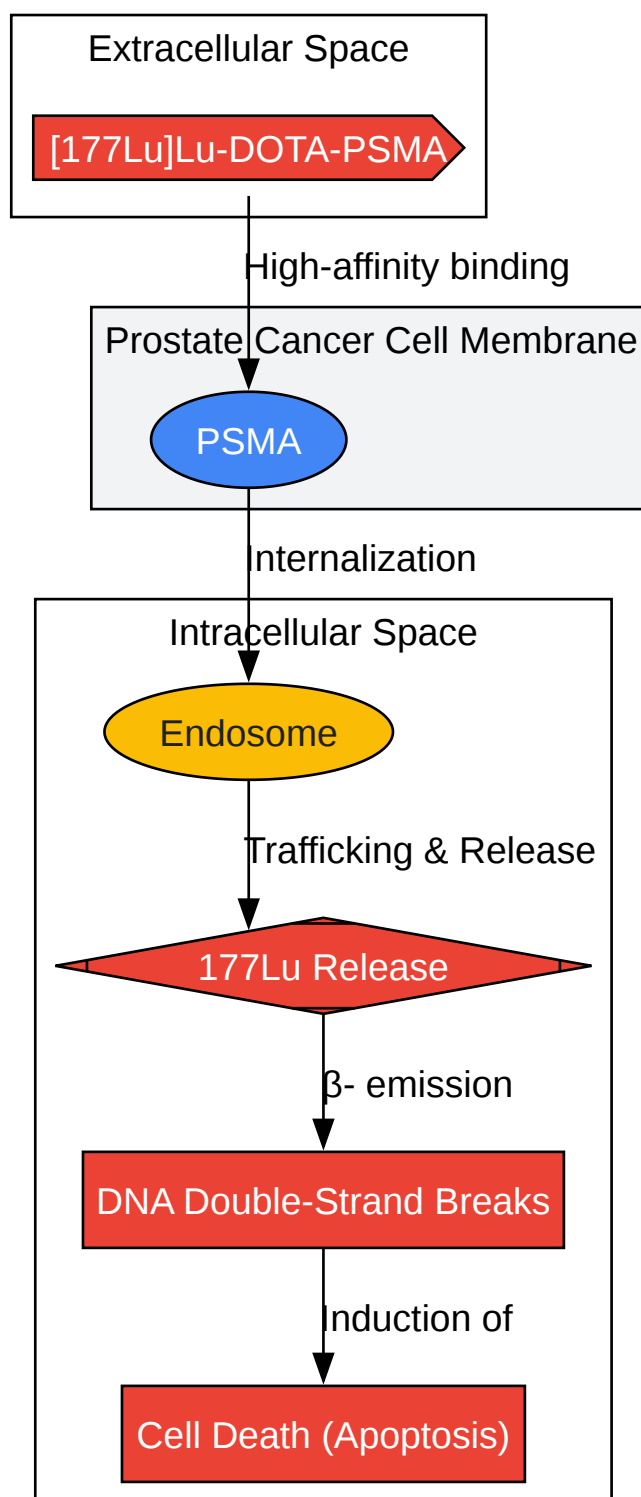 Extracellular Space
[177Lu]Lu-DOTA-PSMA
High-affinity binding
Prostate Cancer Cell Membrane
PSMA
Internalization
Intracellular Space
Endosome
Trafficking & Release
177Lu Release
β- emission
DNA Double-Strand Breaks
Induction of
Cell Death (Apoptosis)